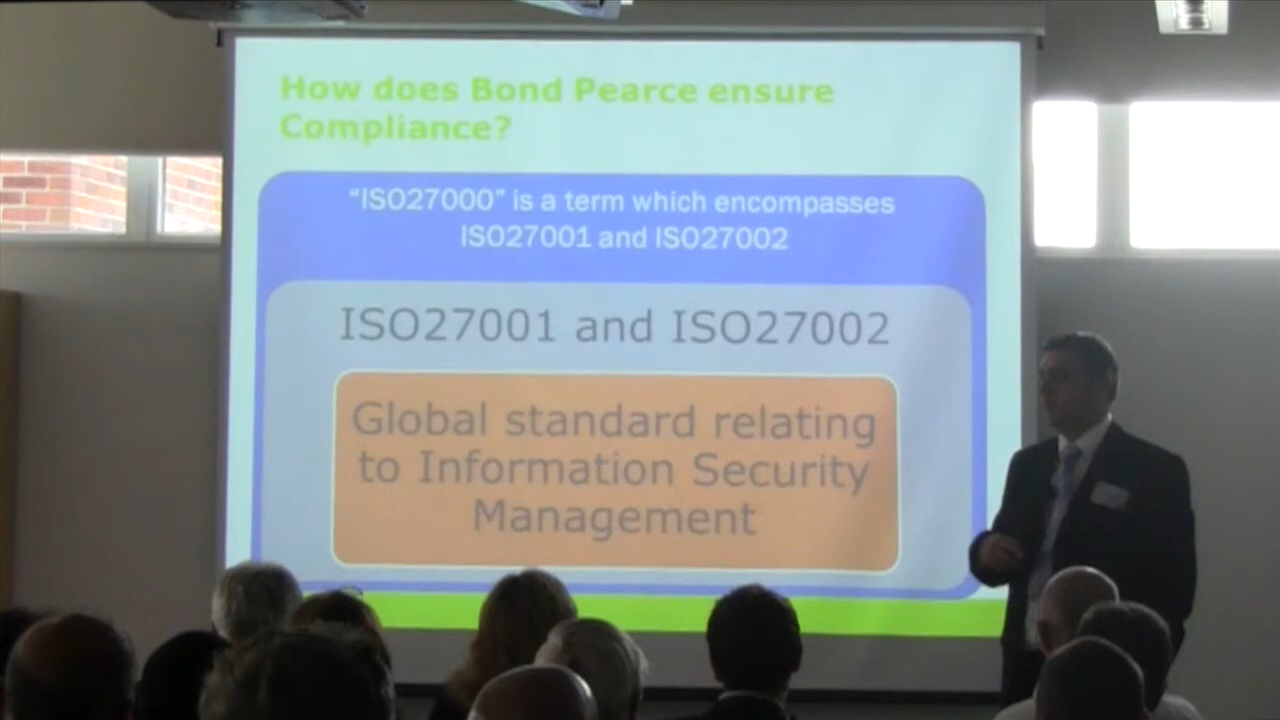 How does Bond Pearce ensure
Compliance?
“ISO27000” is a term which encompasses
ISO27001 and ISO27002
ISO27001 and ISO27002
Global standard relating
to Information Security
Management